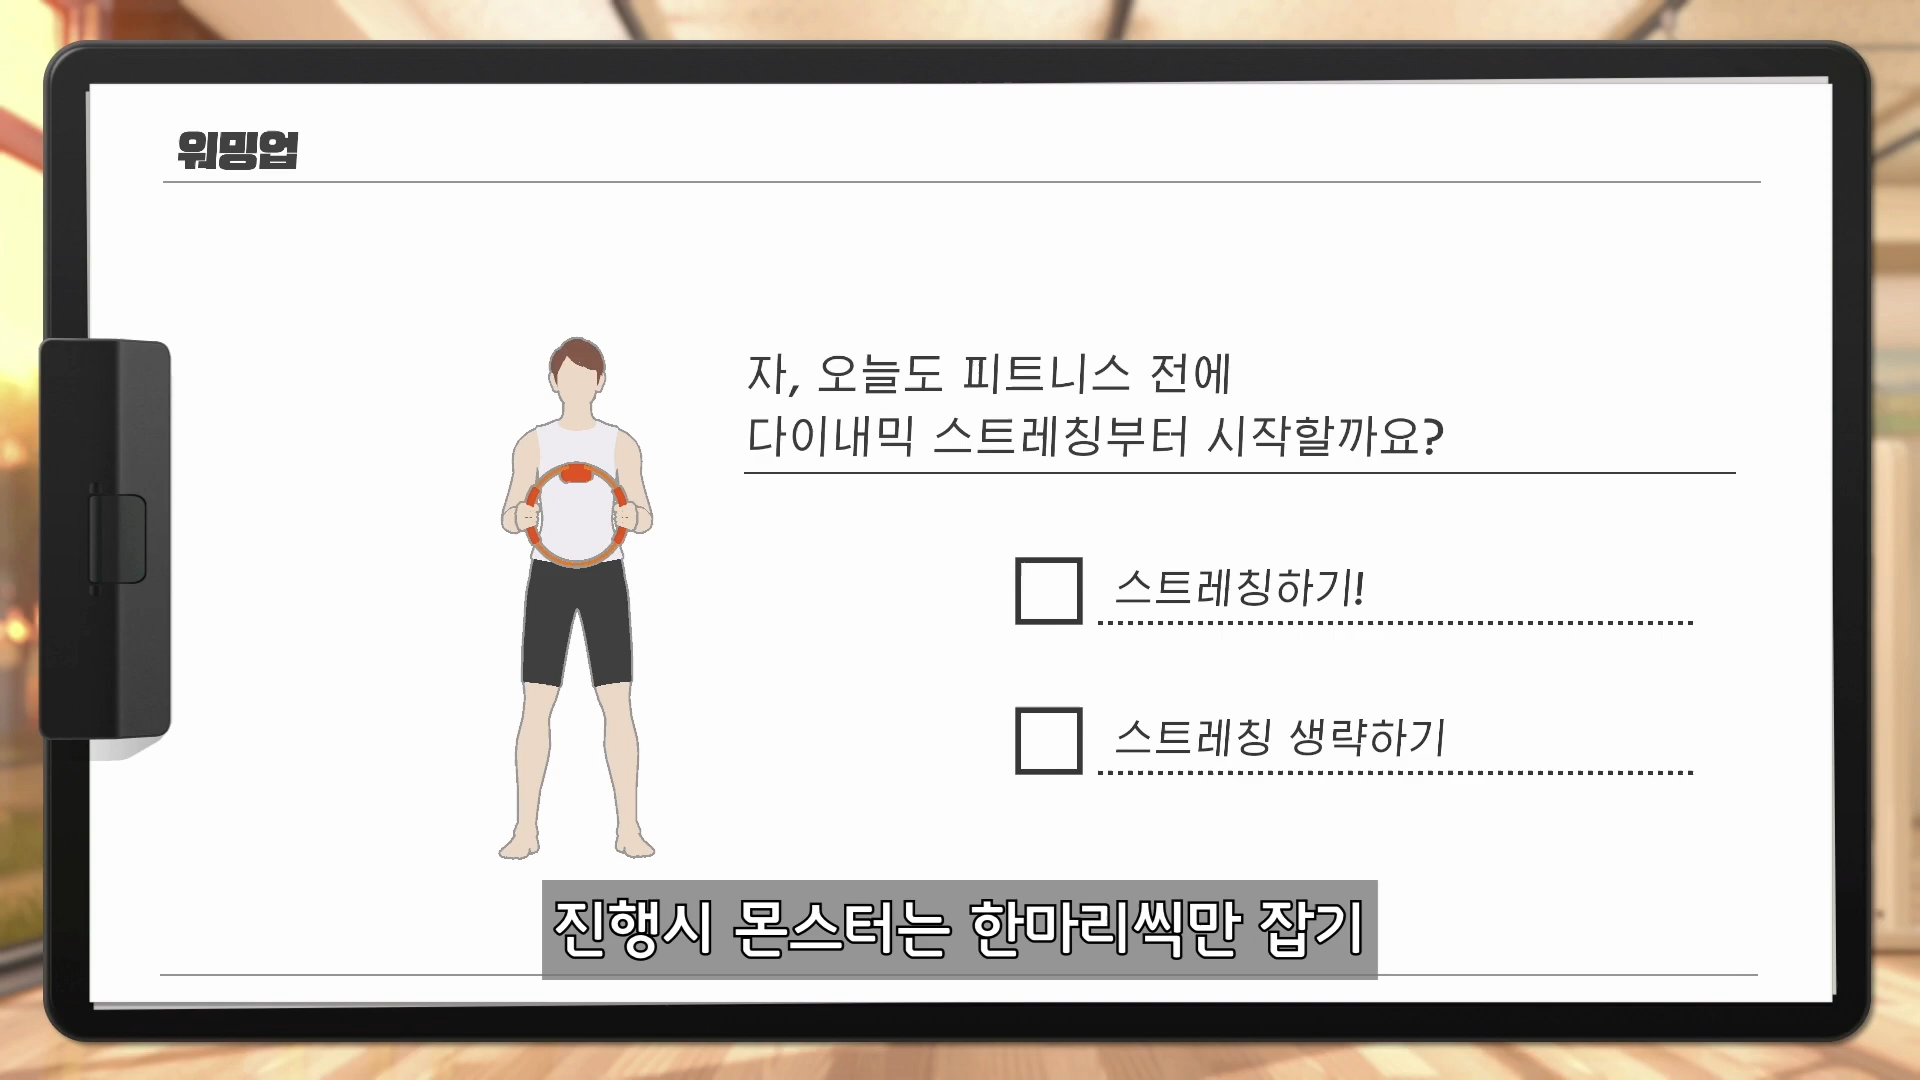 워밍업
자, 오늘도 피트니스 전에
다이내믹 스트레칭부터 시작할까요?
스트레칭하기!
스트레칭 생략하기
진행시 몬스터는 한마리씩만 잡기